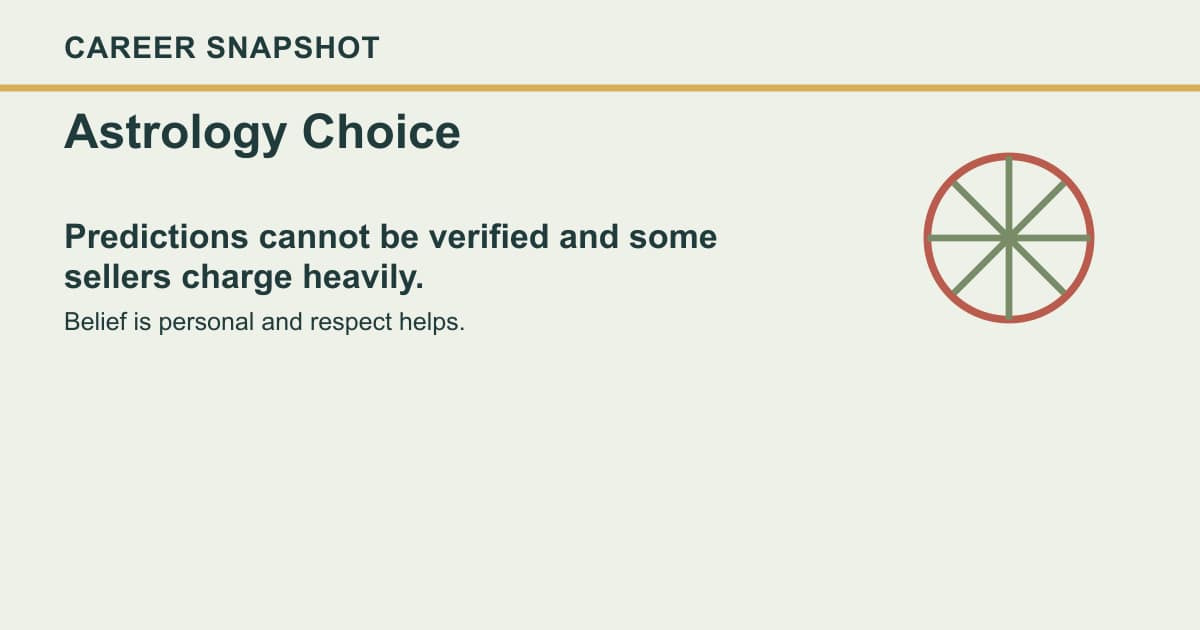 CAREER SNAPSHOT
Astrology Choice
Predictions cannot be verified and some
sellers charge heavily.
Belief is personal and respect helps.